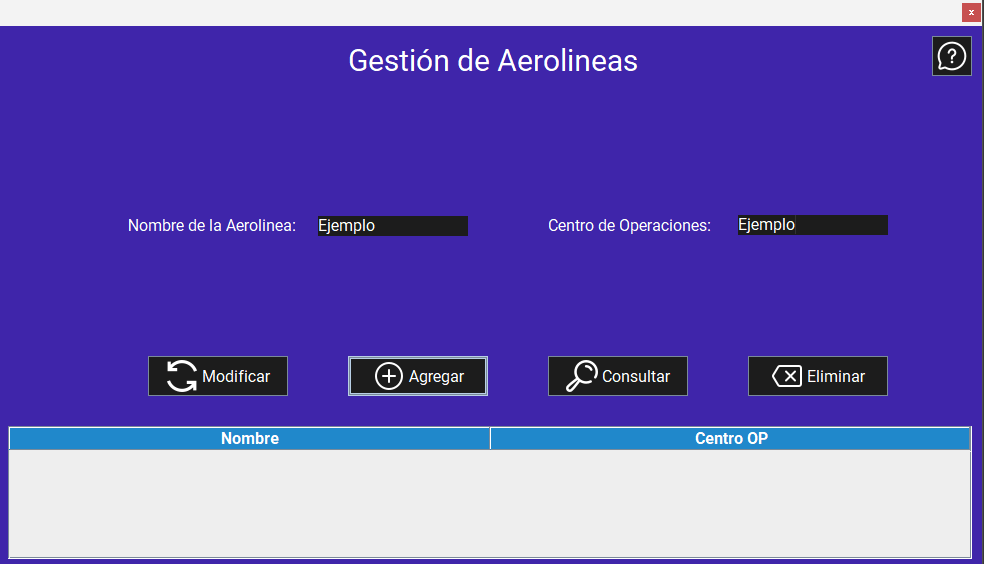 x
Gestión de Aerolineas
?
Nombre de la Aerolinea: Ejemplo Centro de Operaciones: Ejemplo
Modificar Agregar Consultar Eliminar
Nombre Centro OP